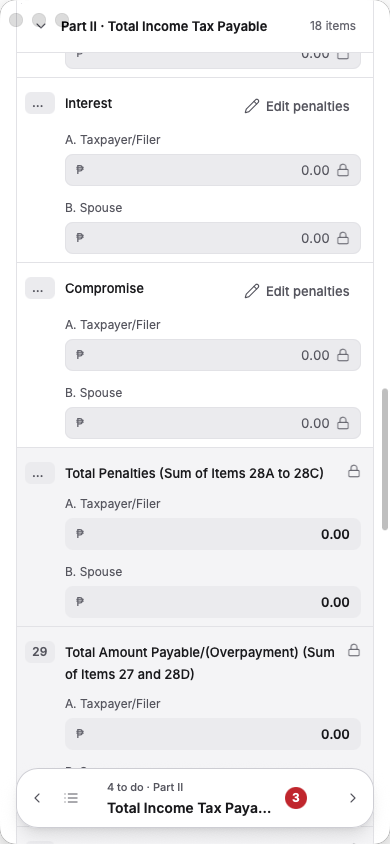 Part II · Total Income Tax Payable
18 items
₱ 0.00
...
Interest
Edit penalties
A. Taxpayer/Filer
₱ 0.00
B. Spouse
₱ 0.00
...
Compromise
Edit penalties
A. Taxpayer/Filer
₱ 0.00
B. Spouse
₱ 0.00
...
Total Penalties (Sum of Items 28A to 28C)
A. Taxpayer/Filer
₱ 0.00
B. Spouse
₱ 0.00
29
Total Amount Payable/(Overpayment) (Sum
of Items 27 and 28D)
A. Taxpayer/Filer
₱ 0.00
4 to do · Part II
Total Income Tax Paya...
3